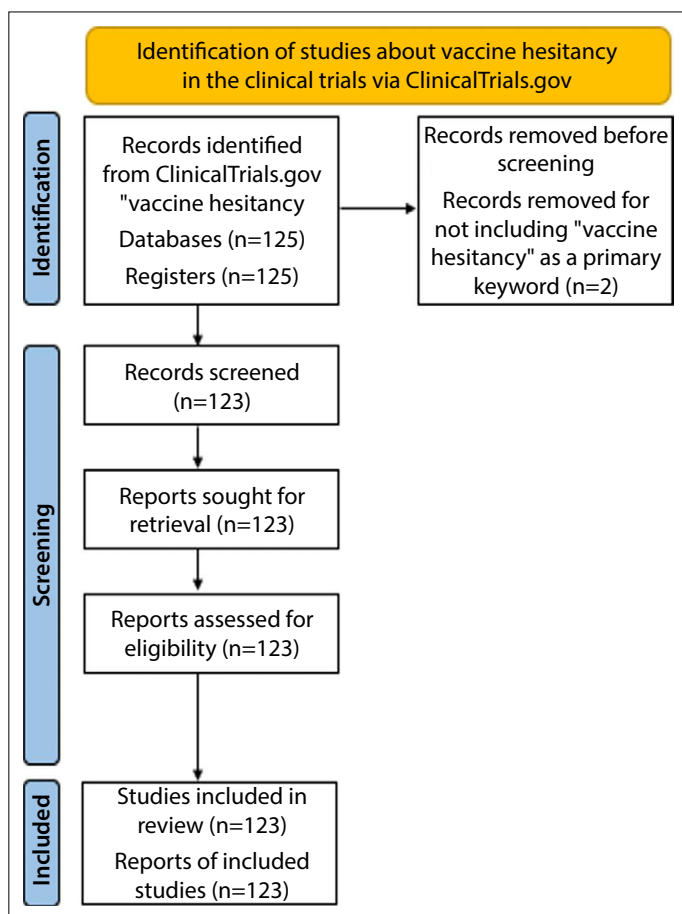 Identification of studies about vaccine hesitancy
in the clinical trials via ClinicalTrials.gov
Identification
Records identified
from ClinicalTrials.gov
"vaccine hesitancy
Databases (n=125)
Registers (n=125)
Records removed before
screening
Records removed for
not including "vaccine
hesitancy" as a primary
keyword (n=2)
Screening
Records screened
(n=123)
Reports sought for
retrieval (n=123)
Reports assessed for
eligibility (n=123)
Included
Studies included in
review (n=123)
Reports of included
studies (n=123)